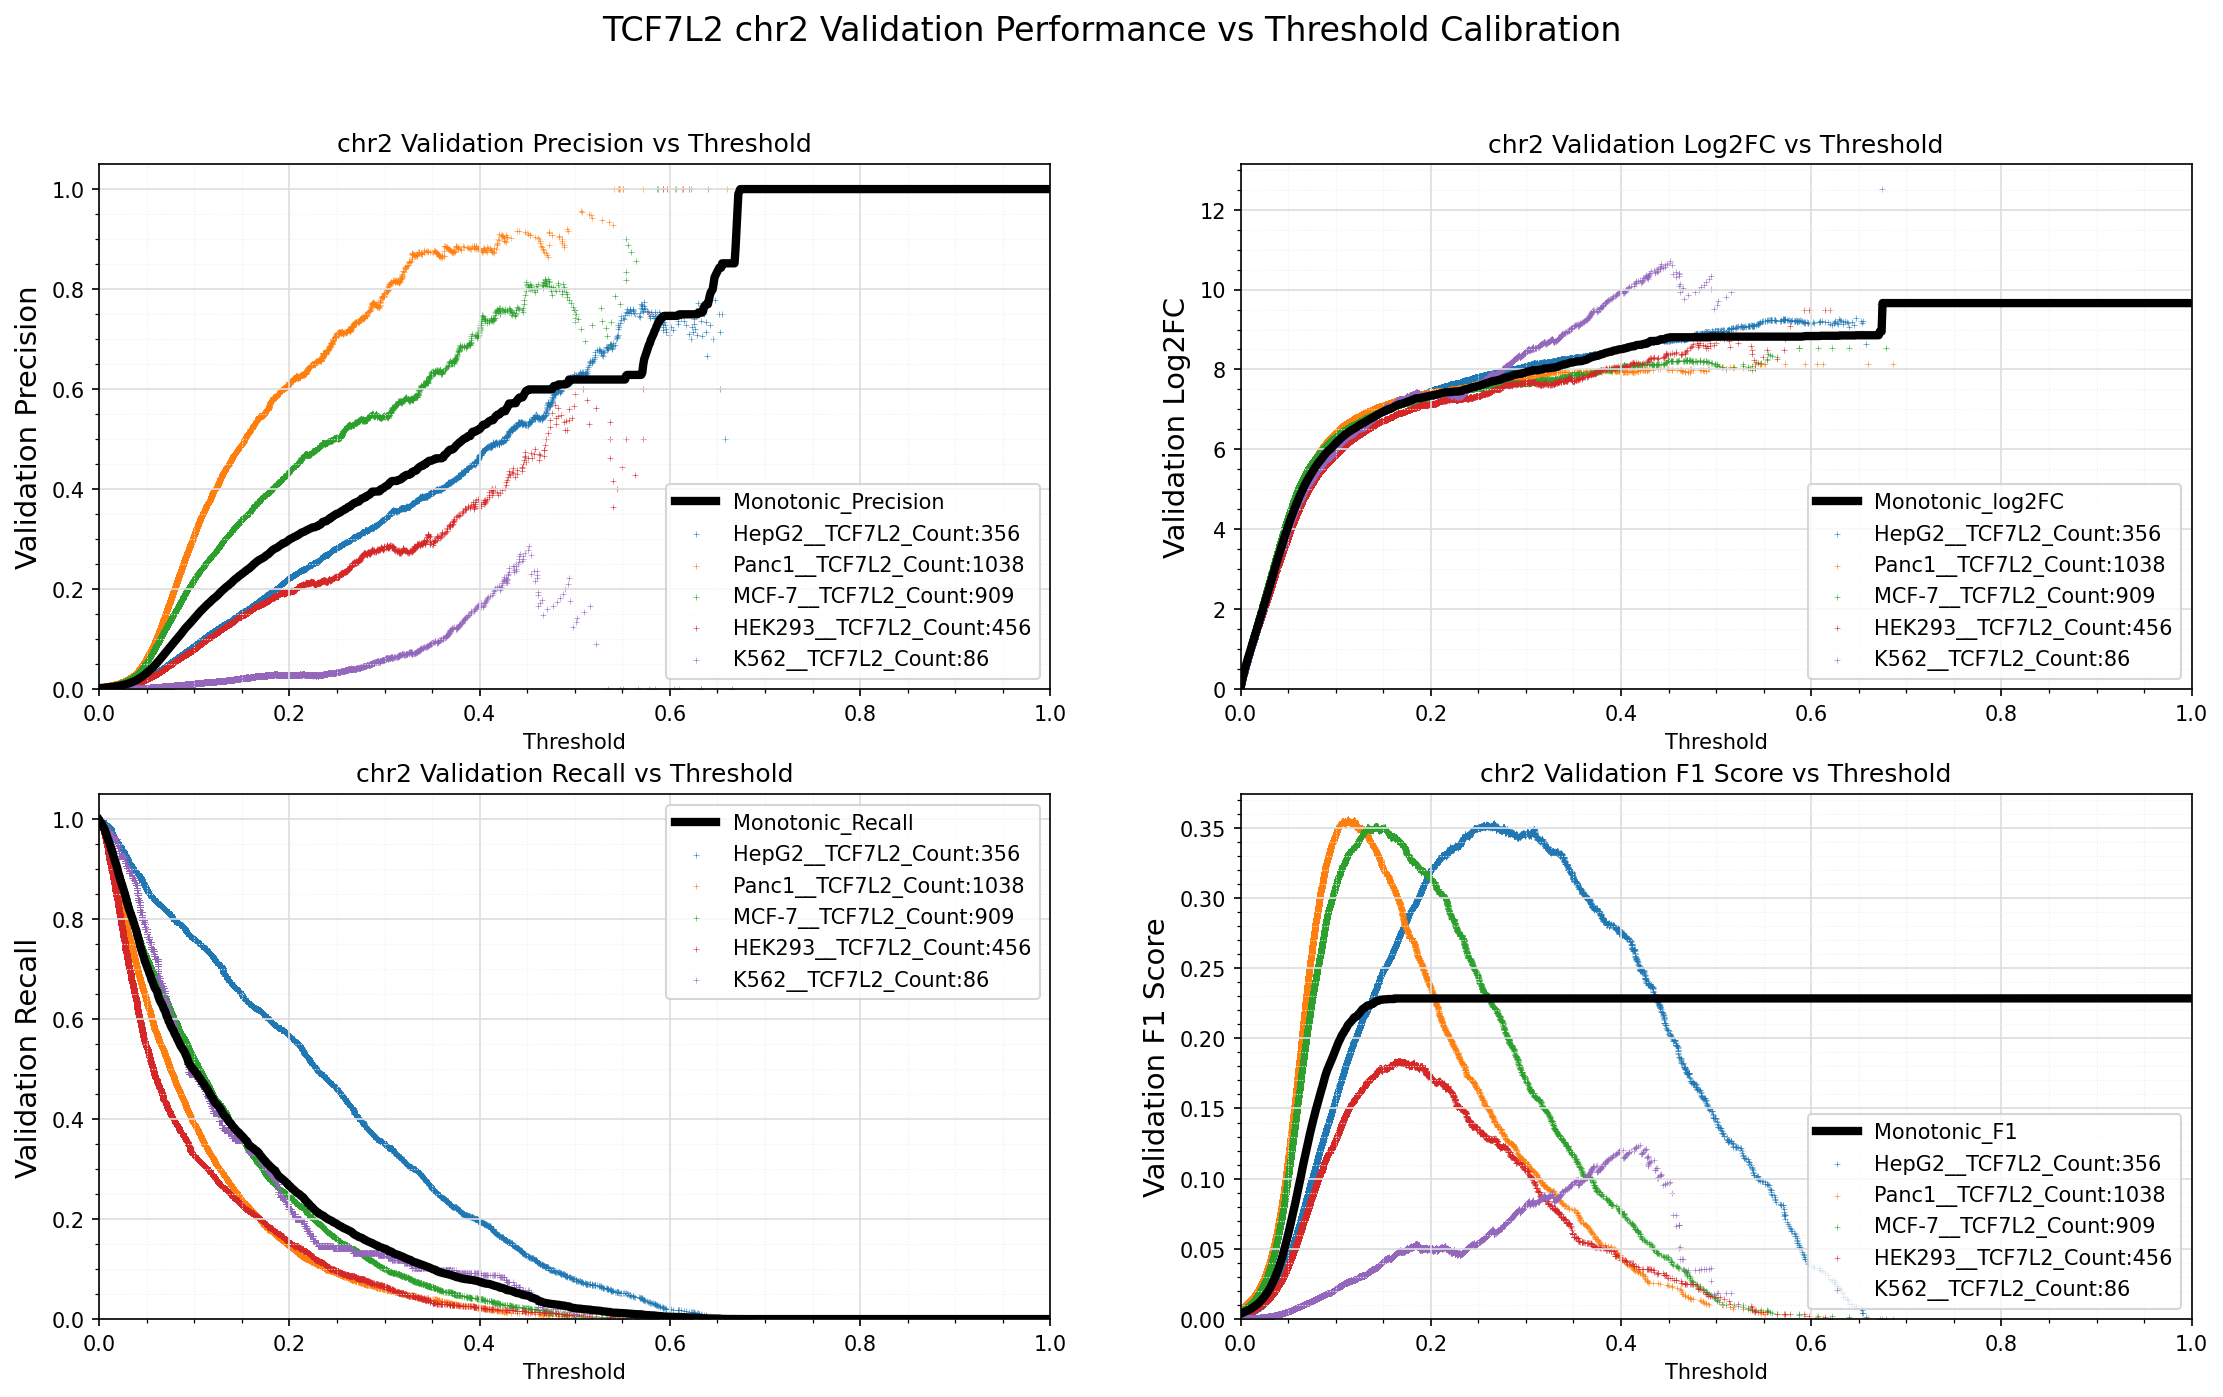 TCF7L2 chr2 Validation Performance vs Threshold Calibration
chr2 Validation Precision vs Threshold
Validation Precision
1.0
0.8
0.6
0.4
0.2
0.0
0.0 0.2 0.4 0.6 0.8 1.0
Threshold
Monotonic_Precision
HepG2__TCF7L2_Count:356
Panc1__TCF7L2_Count:1038
MCF-7__TCF7L2_Count:909
HEK293__TCF7L2_Count:456
K562__TCF7L2_Count:86
chr2 Validation Log2FC vs Threshold
Validation Log2FC
12
10
8
6
4
2
0
0.0 0.2 0.4 0.6 0.8 1.0
Threshold
Monotonic_log2FC
HepG2__TCF7L2_Count:356
Panc1__TCF7L2_Count:1038
MCF-7__TCF7L2_Count:909
HEK293__TCF7L2_Count:456
K562__TCF7L2_Count:86
chr2 Validation Recall vs Threshold
Validation Recall
1.0
0.8
0.6
0.4
0.2
0.0
0.0 0.2 0.4 0.6 0.8 1.0
Threshold
Monotonic_Recall
HepG2__TCF7L2_Count:356
Panc1__TCF7L2_Count:1038
MCF-7__TCF7L2_Count:909
HEK293__TCF7L2_Count:456
K562__TCF7L2_Count:86
chr2 Validation F1 Score vs Threshold
Validation F1 Score
0.35
0.30
0.25
0.20
0.15
0.10
0.05
0.00
0.0 0.2 0.4 0.6 0.8 1.0
Threshold
Monotonic_F1
HepG2__TCF7L2_Count:356
Panc1__TCF7L2_Count:1038
MCF-7__TCF7L2_Count:909
HEK293__TCF7L2_Count:456
K562__TCF7L2_Count:86